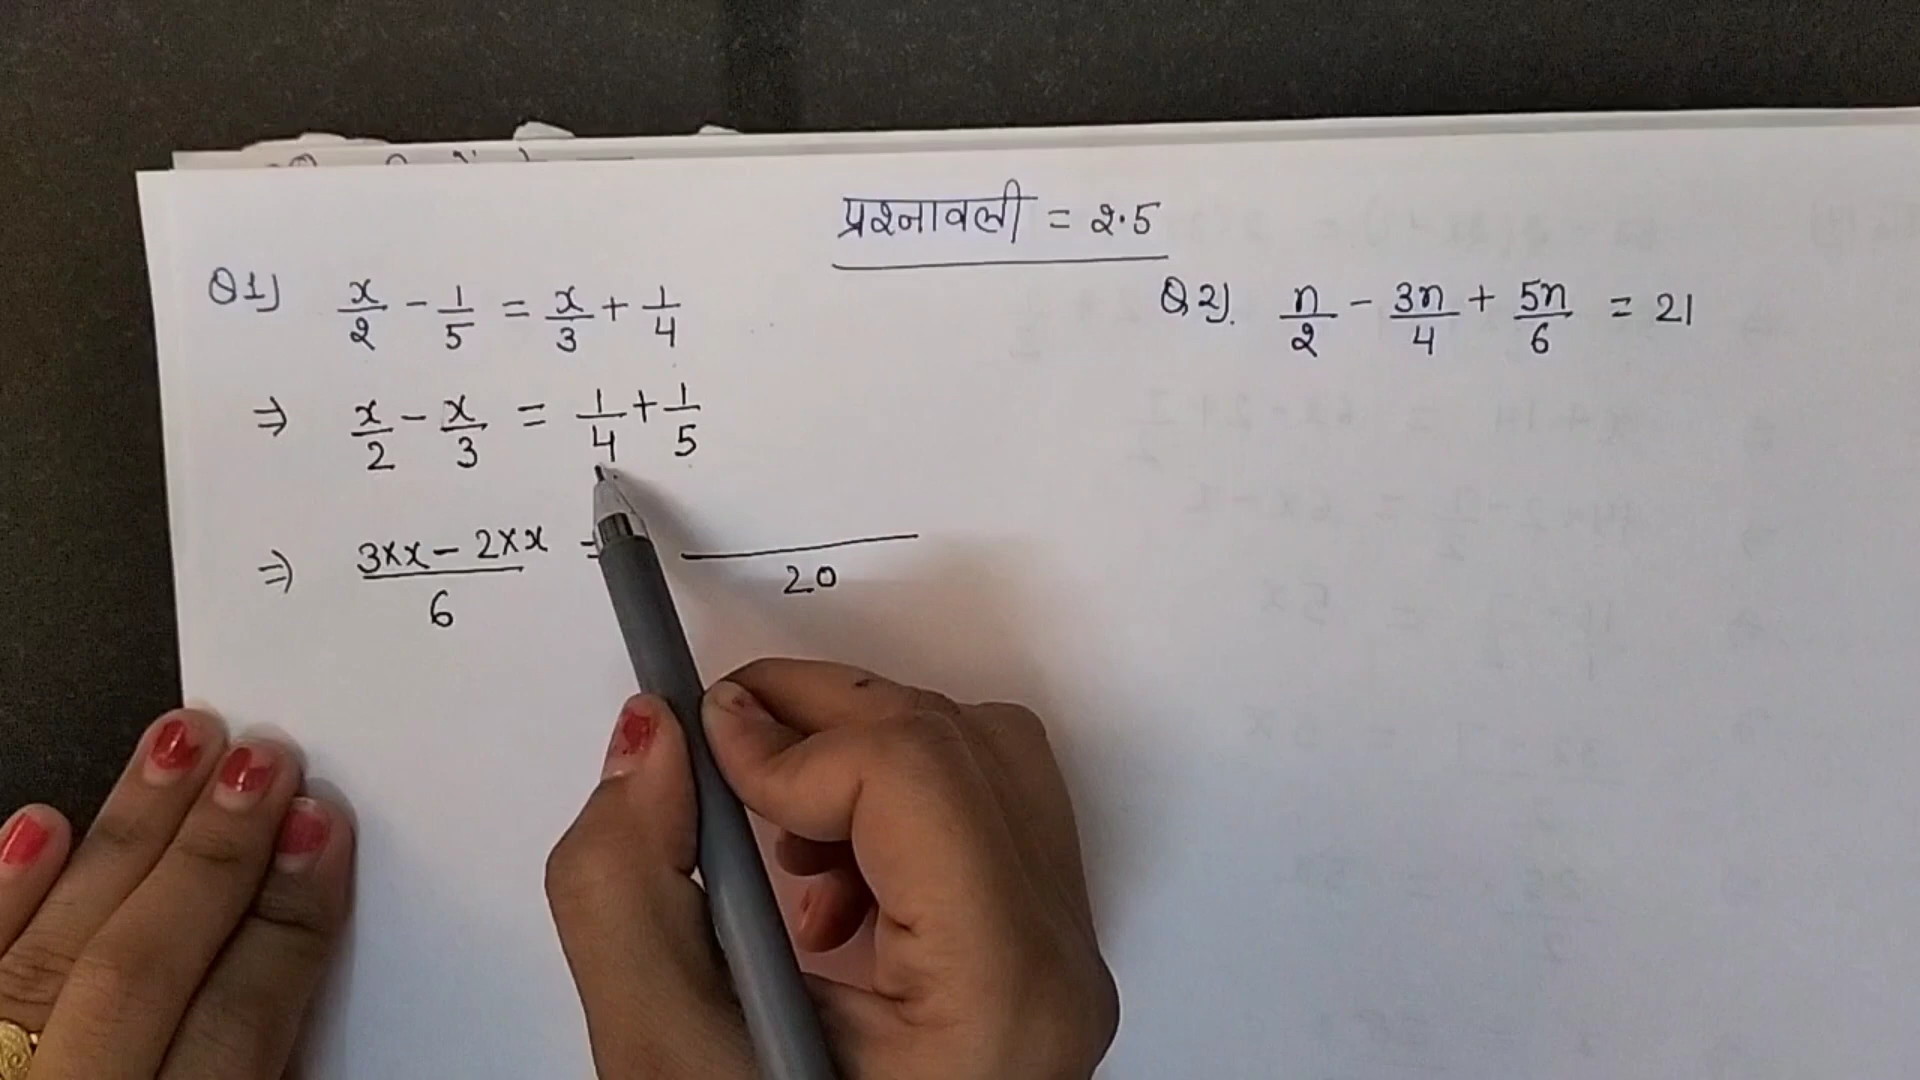 प्रश्नावली = २.5
Q1) x/2 - 1/5 = x/3 + 1/4
⇒ x/2 - x/3 = 1/4 + 1/5
⇒ (3×x - 2×x)/6 = /20
Q2). n/2 - 3n/4 + 5n/6 = 21